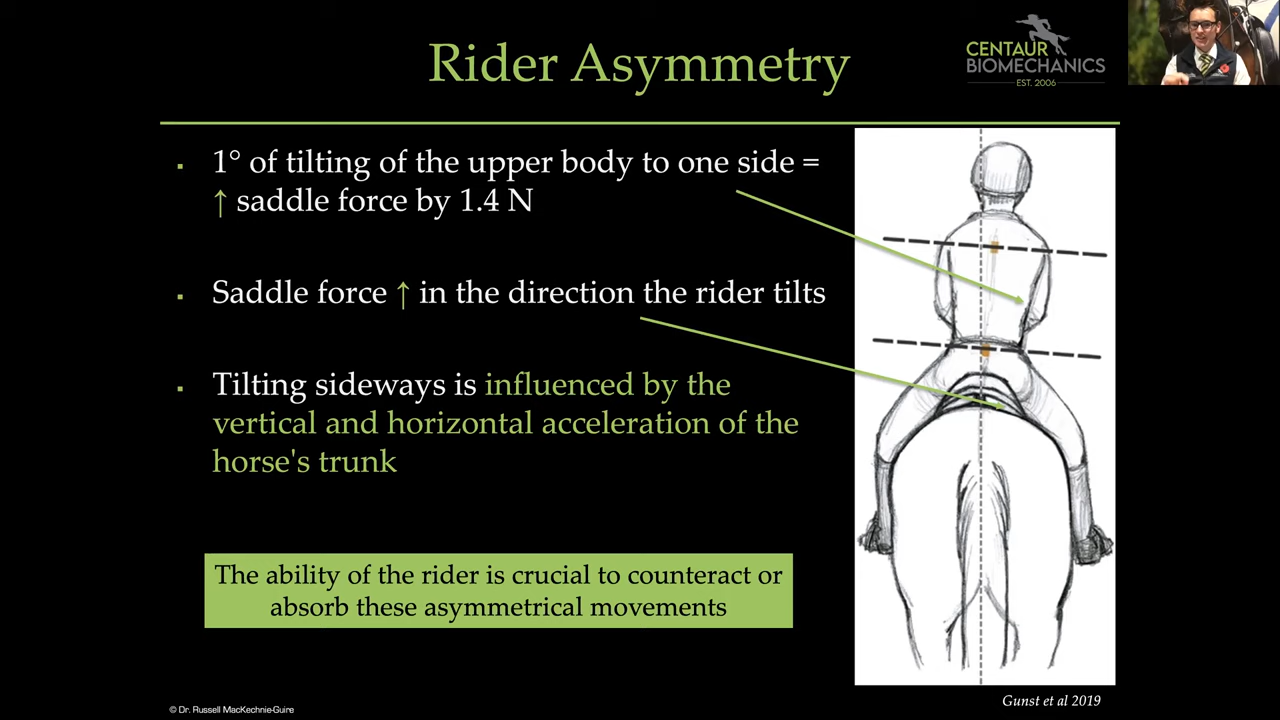 Rider Asymmetry
CENTAUR
BIOMECHANICS
EST. 2006
▪ 1° of tilting of the upper body to one side =
↑ saddle force by 1.4 N
▪ Saddle force ↑ in the direction the rider tilts
▪ Tilting sideways is influenced by the
vertical and horizontal acceleration of the
horse's trunk
The ability of the rider is crucial to counteract or
absorb these asymmetrical movements
© Dr. Russell MacKechnie-Guire
Gunst et al 2019